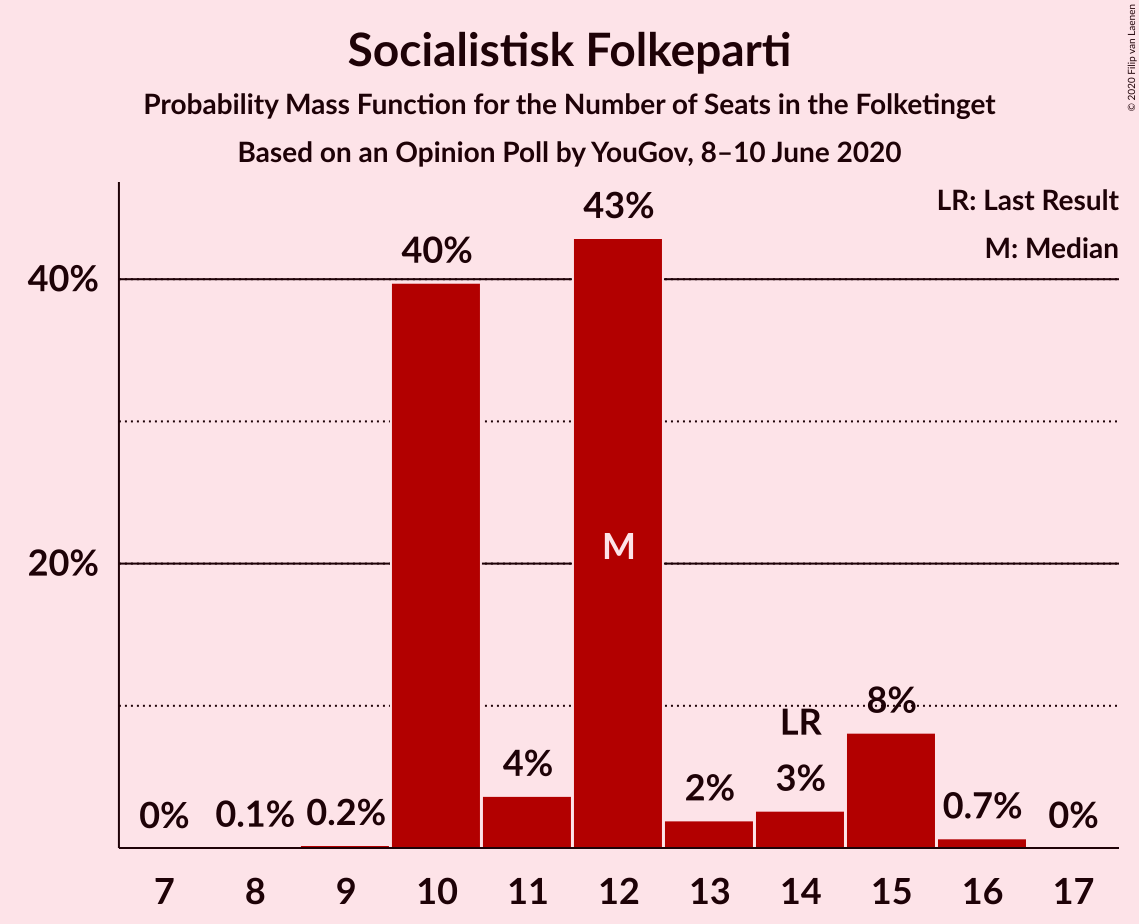 Socialistisk Folkeparti
Probability Mass Function for the Number of Seats in the Folketinget
Based on an Opinion Poll by YouGov, 8–10 June 2020
© 2020 Filip van Laenen
LR: Last Result
M: Median
43%
40%
40%
M
20%
8%
LR
4%
3%
2%
0%
0.1%
0.2%
0.7%
0%
7 8 9 10 11 12 13 14 15 16 17